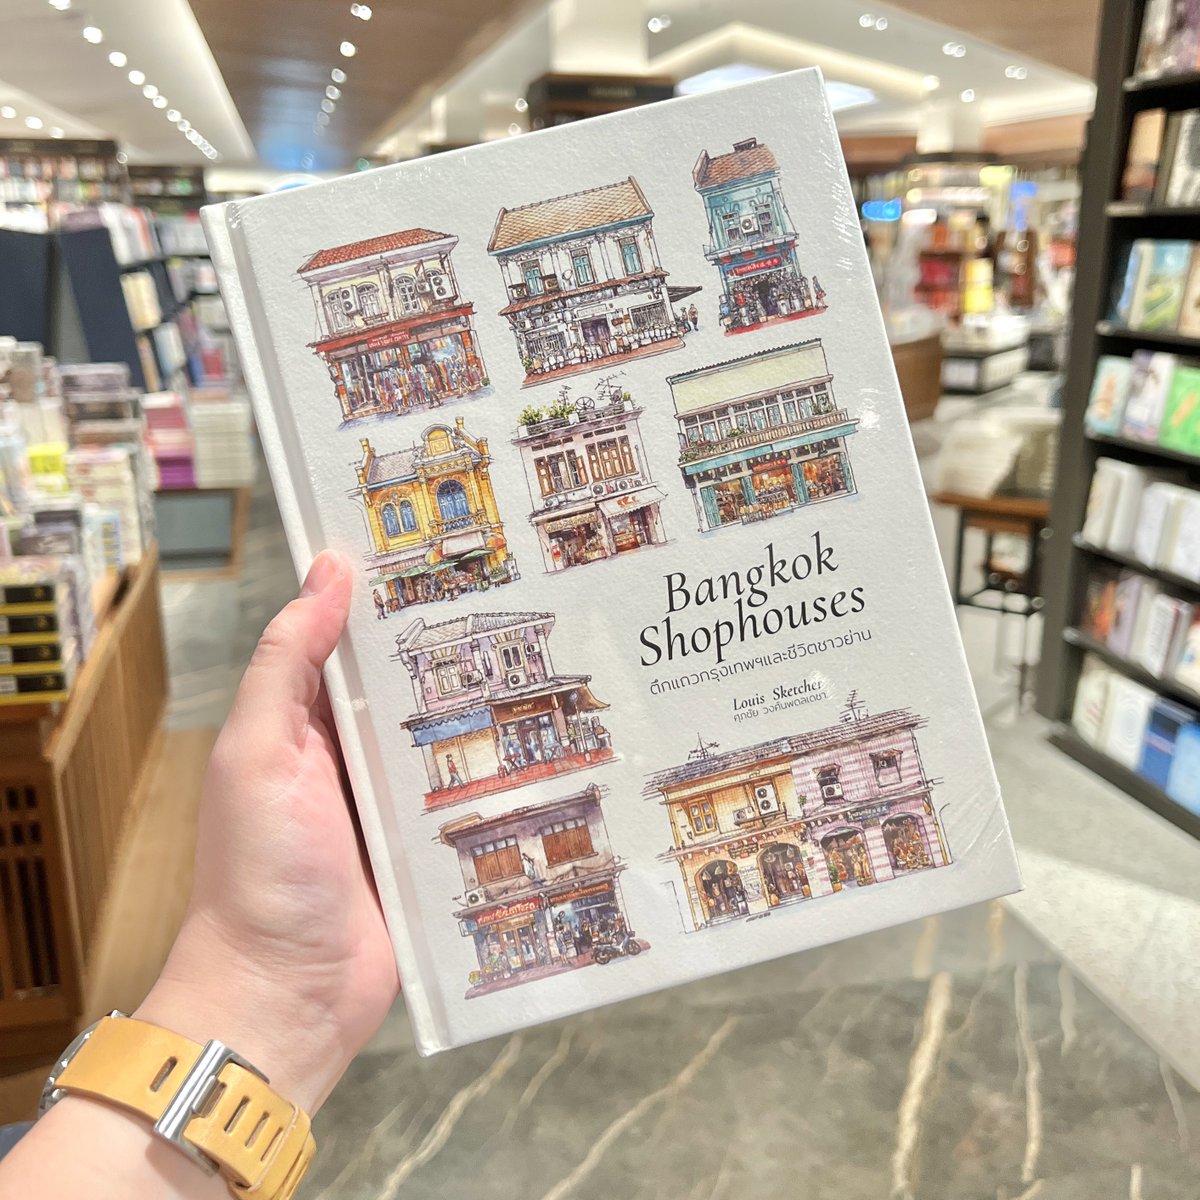 Bangkok
Shophouses
ตึกแถวกรุงเทพฯและชีวิตชาวย่าน
Louis Sketcher
ศุภชัย วงศ์นพดลเดชา